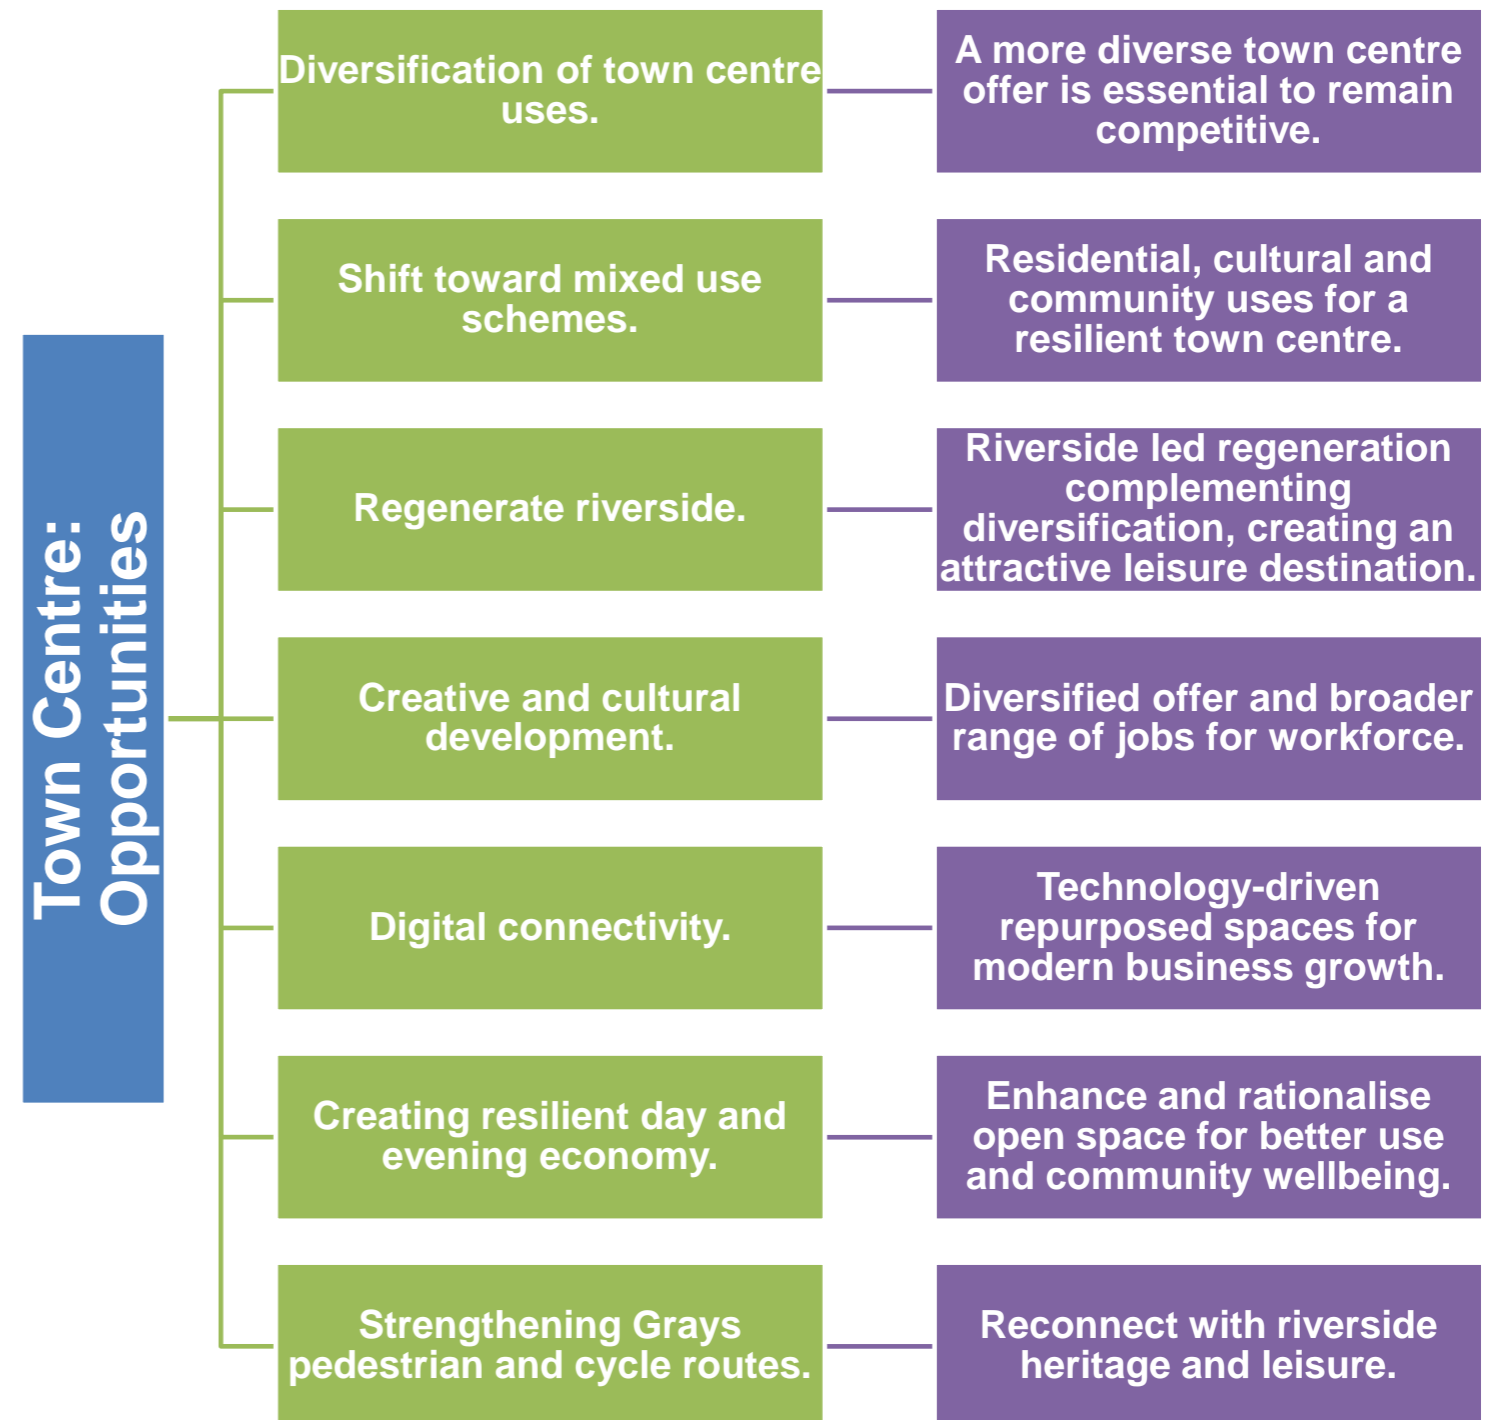 Town Centre:
Opportunities
Diversification of town centre
uses.
A more diverse town centre
offer is essential to remain
competitive.
Shift toward mixed use
schemes.
Residential, cultural and
community uses for a
resilient town centre.
Regenerate riverside.
Riverside led regeneration
complementing
diversification, creating an
attractive leisure destination.
Creative and cultural
development.
Diversified offer and broader
range of jobs for workforce.
Digital connectivity.
Technology-driven
repurposed spaces for
modern business growth.
Creating resilient day and
evening economy.
Enhance and rationalise
open space for better use
and community wellbeing.
Strengthening Grays
pedestrian and cycle routes.
Reconnect with riverside
heritage and leisure.